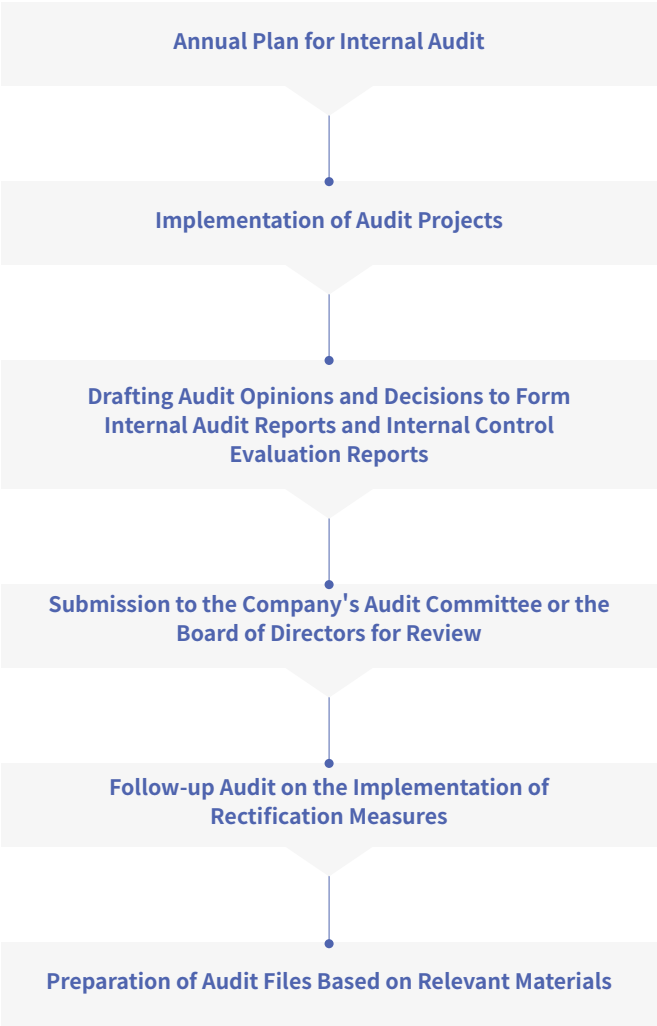 Annual Plan for Internal Audit
Implementation of Audit Projects
Drafting Audit Opinions and Decisions to Form
Internal Audit Reports and Internal Control
Evaluation Reports
Submission to the Company's Audit Committee or the
Board of Directors for Review
Follow-up Audit on the Implementation of
Rectification Measures
Preparation of Audit Files Based on Relevant Materials